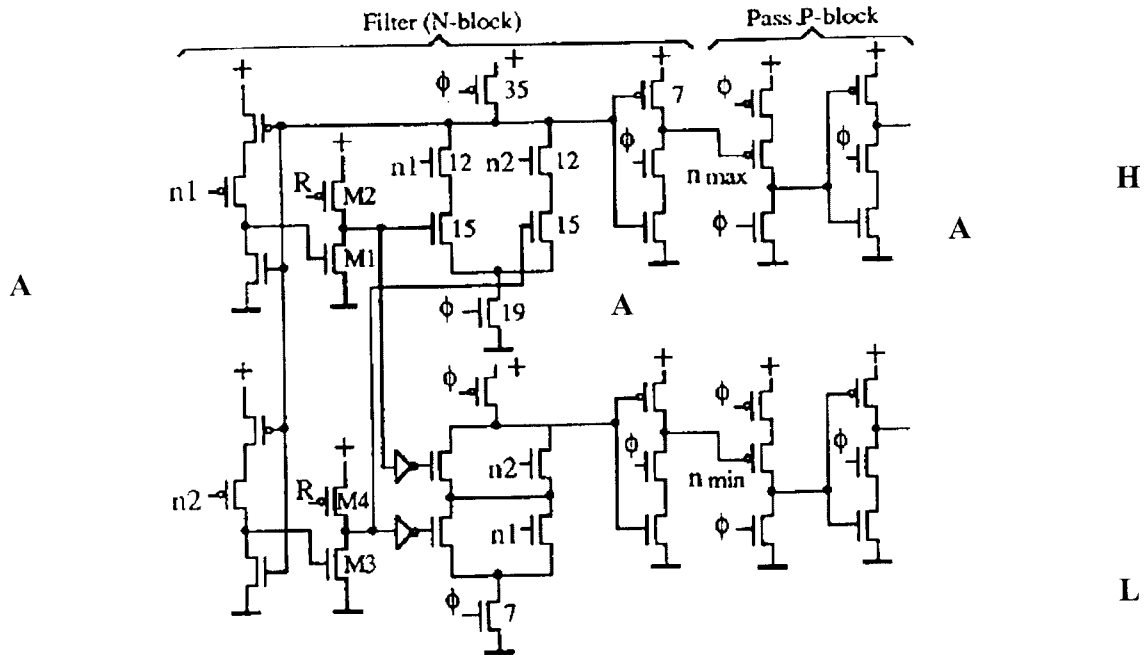 Filter (N-block) Pass P-block
+ + + +
ϕ 35 7 ϕ
n1 12 n2 12 ϕ ϕ
n1 R M2 n max H
15 15 ϕ A
M1
A ϕ 19 A
+ ϕ + + + +
ϕ
n2 ϕ ϕ
n2 R M4 n min
n1 ϕ
M3
ϕ 7 L